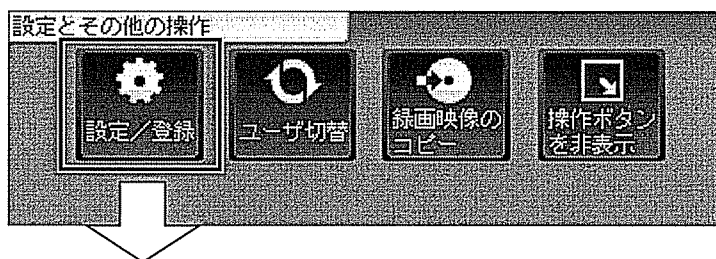 設定とその他の操作
設定／登録
ユーザ切替
録画映像の
コピー
操作ボタン
を非表示